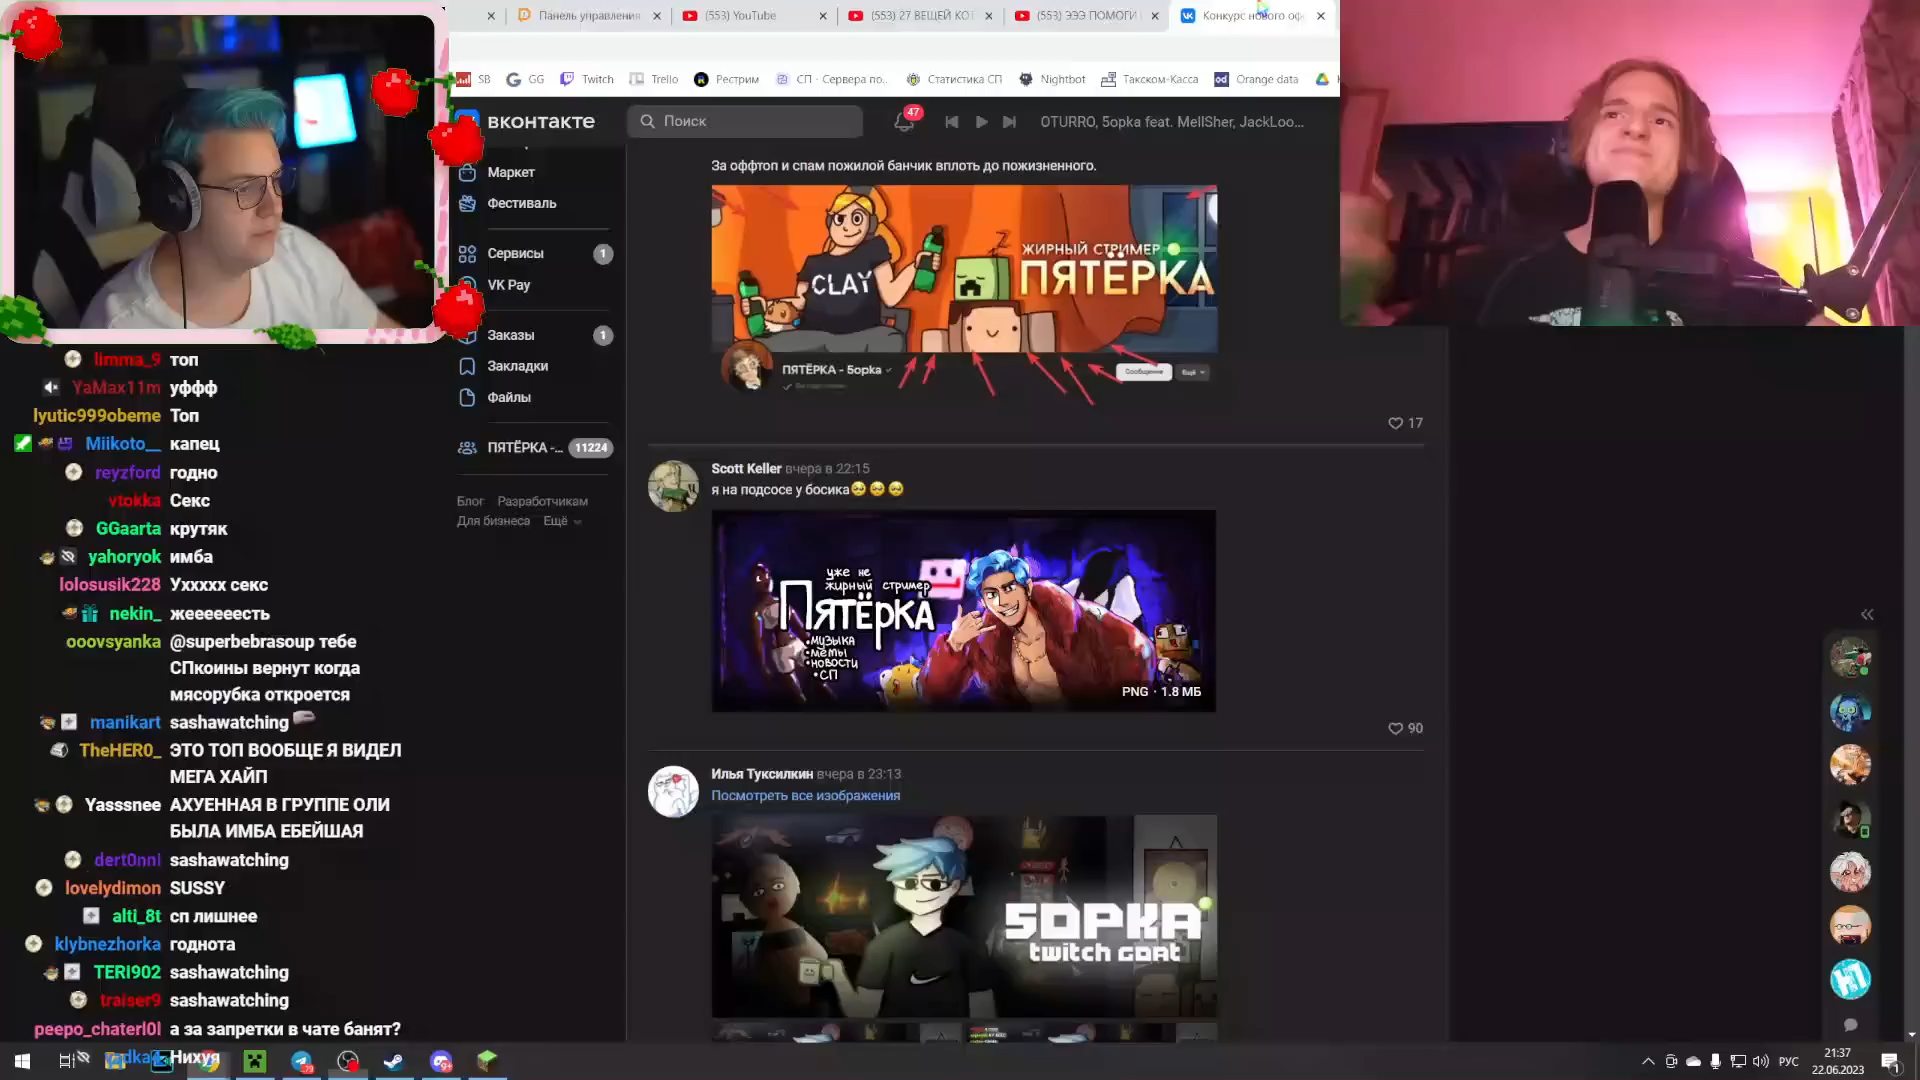 Панель управления
(553) YouTube
(553) 27 ВЕЩЕЙ КОТ
(553) ЭЭЭ ПОМОГИ
Конкурс нового оф
SB
GG
Twitch
Trello
Рестрим
СП - Сервера по..
Статистика СП
Nightbot
Такском-Касса
Orange data
вконтакте
Поиск
47
OTURRO, 5opka feat. MellSher, JackLoo...
Маркет
Фестиваль
Сервисы 1
VK Pay
Заказы 1
Закладки
Файлы
ПЯТЁРКА -... 11224
Блог Разработчикам
Для бизнеса Ещё
За оффтоп и спам пожилой банчик вплоть до пожизненного.
CLAY
Z
ЖИРНЫЙ СТРИМЕР
ПЯТЁРКА
ПЯТЁРКА - 5opka
Сообщение
Ещё
17
Scott Keller вчера в 22:15
я на подсосе у босика🥺🥺🥺
уже не
жирный стример
Пятёрка
•музыка
•мемы
•новости
•СП
PNG · 1.8 МБ
90
Илья Туксилкин вчера в 23:13
Посмотреть все изображения
5OPKA
twitch GOAT
limma_9 топ
YaMax11m уффф
lyutic999obeme Топ
Miikoto__ капец
reyzford годно
vtokka Секс
GGaarta крутяк
yahoryok имба
lolosusik228 Уххххх секс
nekin_ жееееееесть
ooovsyanka @superbebrasoup тебе
СПкоины вернут когда
мясорубка откроется
manikart sashawatching
TheHER0_ ЭТО ТОП ВООБЩЕ Я ВИДЕЛ
МЕГА ХАЙП
Yasssnee АХУЕННАЯ В ГРУППЕ ОЛИ
БЫЛА ИМБА ЕБЕЙШАЯ
dert0nni sashawatching
lovelydimon SUSSY
alti_8t сп лишнее
klybnezhorka годнота
TERI902 sashawatching
traiser9 sashawatching
peepo_chaterl0l а за запретки в чате банят?
Нихуя
РУС
21:37
22.06.2023